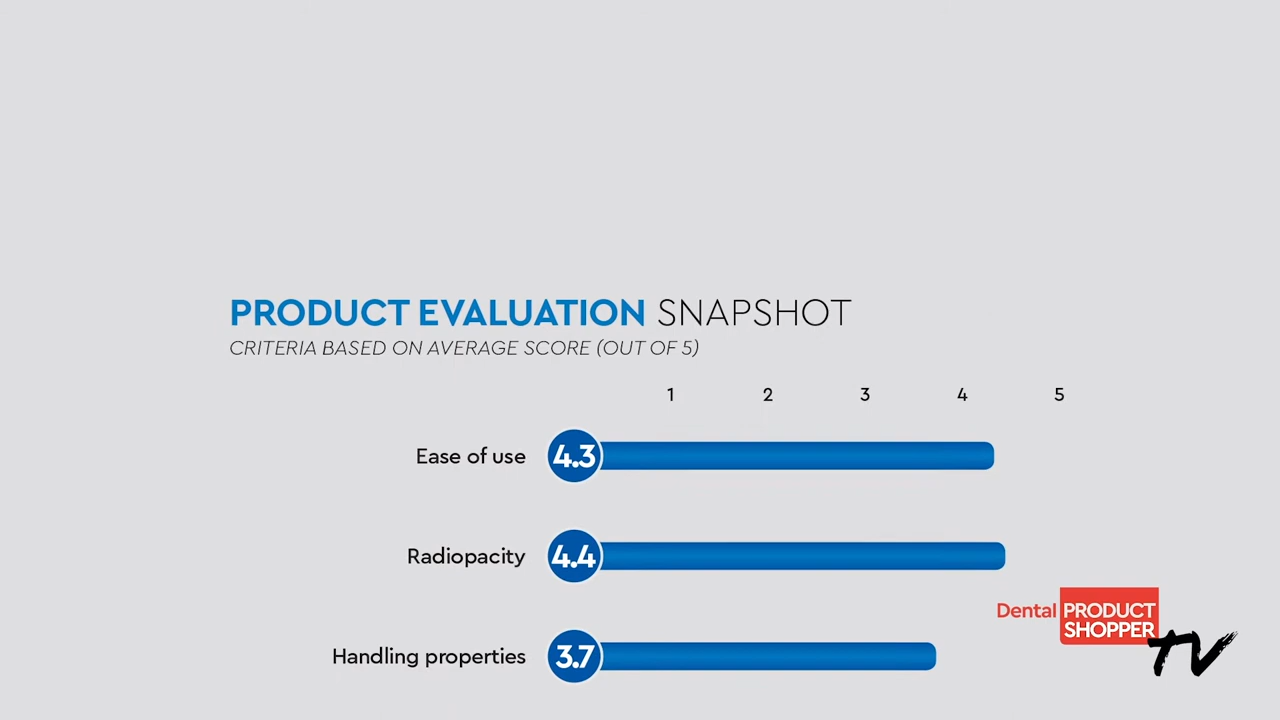 PRODUCT EVALUATION SNAPSHOT
CRITERIA BASED ON AVERAGE SCORE (OUT OF 5)
1 2 3 4 5
Ease of use 4.3
Radiopacity 4.4
Handling properties 3.7
Dental PRODUCT
SHOPPER
TV